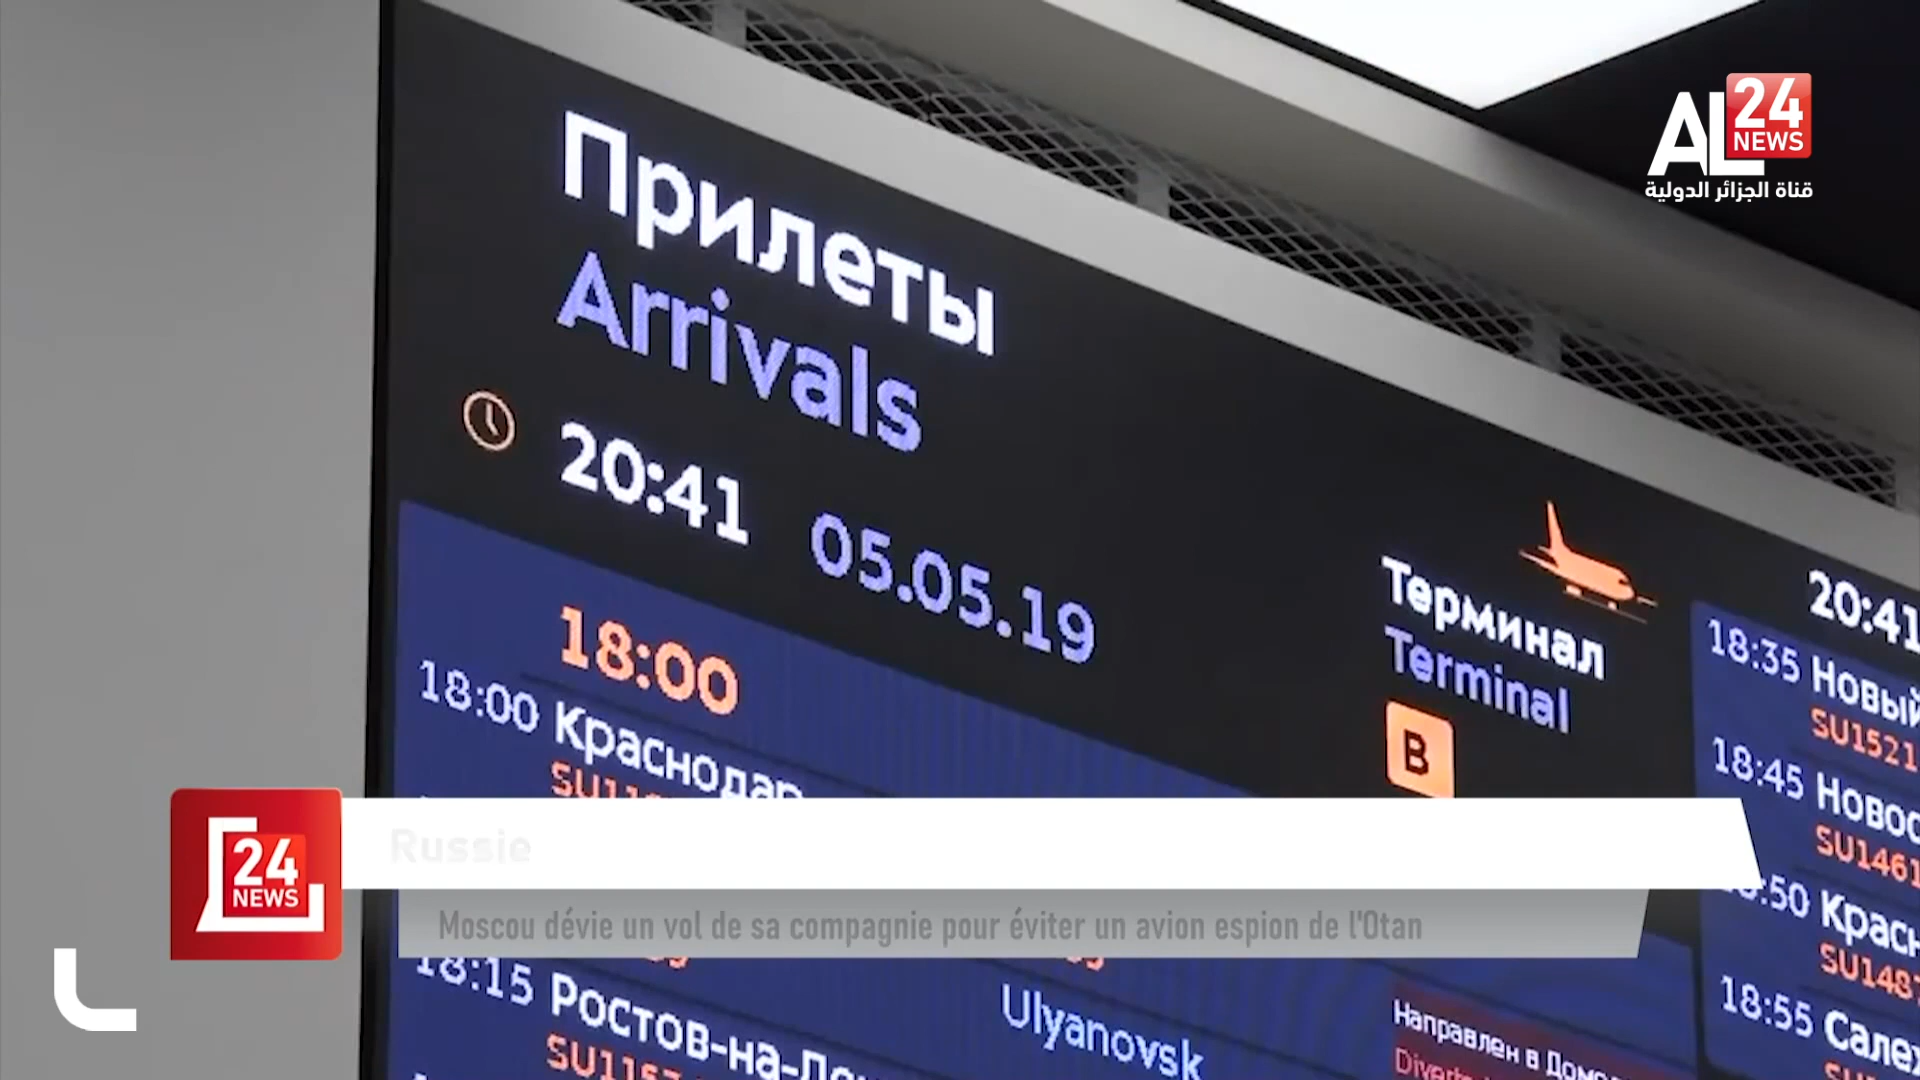 AL 24 NEWS
قناة الجزائر الدولية
Прилеты
Arrivals
20:41 05.05.19
Терминал
Terminal
B
18:00
18:00 Краснодар
20:41
18:35
SU1521
18:45
SU1461
18:55
24 NEWS
Russie
Moscou dévie un vol de sa compagnie pour éviter un avion espion de l'Otan
18:15 Ростов-на-
Ulyanovsk
Направлен в